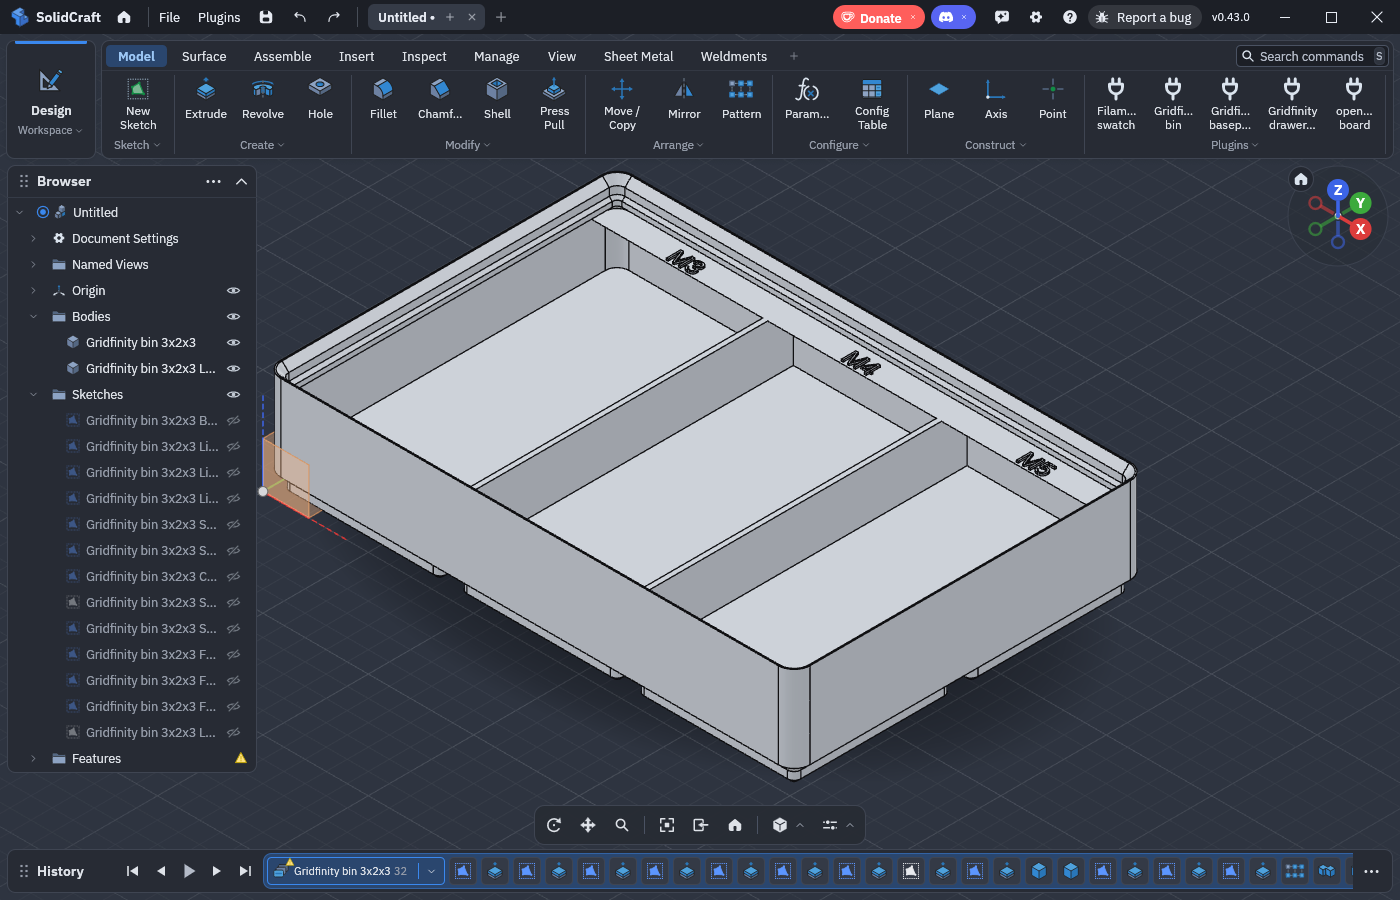 SolidCraft
File
Plugins
Untitled •
Donate
Report a bug
v0.43.0
Design
Workspace
Model
Surface
Assemble
Insert
Inspect
Manage
View
Sheet Metal
Weldments
Search commands
S
New Sketch
Extrude
Revolve
Hole
Fillet
Chamf...
Shell
Press Pull
Move / Copy
Mirror
Pattern
Param...
Config Table
Plane
Axis
Point
Filam... swatch
Gridfi... bin
Gridfi... basep...
Gridfinity drawer...
open... board
Sketch
Create
Modify
Arrange
Configure
Construct
Plugins
Browser
Untitled
Document Settings
Named Views
Origin
Bodies
Gridfinity bin 3x2x3
Gridfinity bin 3x2x3 L...
Sketches
Gridfinity bin 3x2x3 B...
Gridfinity bin 3x2x3 Li...
Gridfinity bin 3x2x3 Li...
Gridfinity bin 3x2x3 Li...
Gridfinity bin 3x2x3 S...
Gridfinity bin 3x2x3 S...
Gridfinity bin 3x2x3 C...
Gridfinity bin 3x2x3 S...
Gridfinity bin 3x2x3 S...
Gridfinity bin 3x2x3 F...
Gridfinity bin 3x2x3 F...
Gridfinity bin 3x2x3 F...
Gridfinity bin 3x2x3 L...
Features
M3
M4
M5
Z
Y
X
History
Gridfinity bin 3x2x3 32